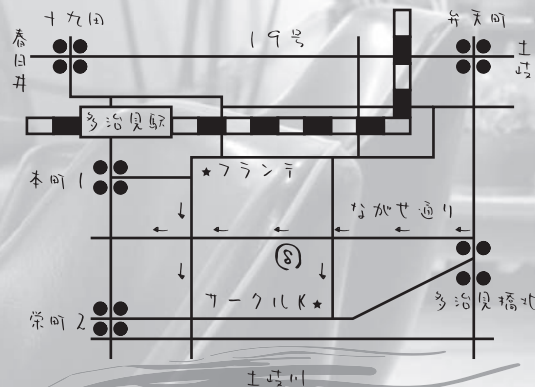 十九田
弁天町
19号
春日井
土岐
多治見駅
本町1
★フランテ
ながせ通り
⑧
サークルK★
多治見橋北
栄町2
土岐川